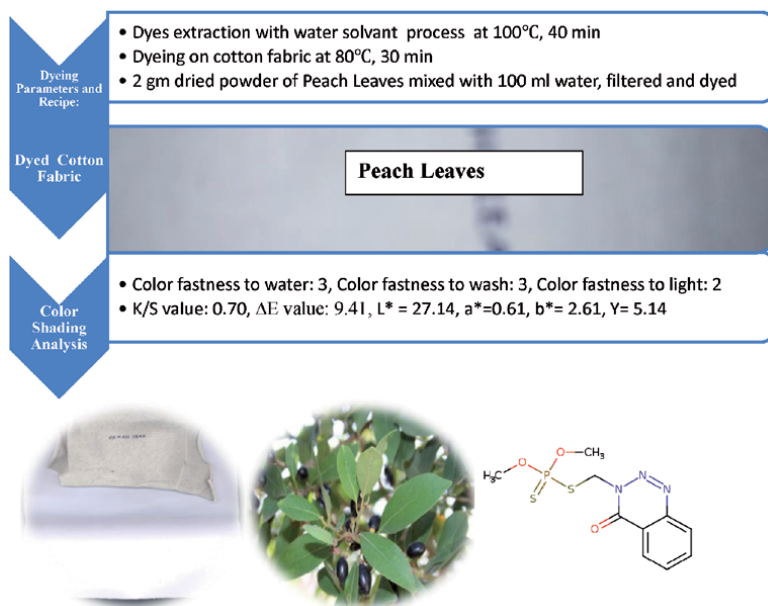 • Dyes extraction with water solvant process at 100℃, 40 min
• Dyeing on cotton fabric at 80℃, 30 min
• 2 gm dried powder of Peach Leaves mixed with 100 ml water, filtered and dyed
Dyeing
Parameters and
Recipe:
Dyed Cotton
Fabric
Peach Leaves
• Color fastness to water: 3, Color fastness to wash: 3, Color fastness to light: 2
• K/S value: 0.70, ΔE value: 9.41, L* = 27.14, a*=0.61, b*= 2.61, Y= 5.14
Color
Shading
Analysis
O
O—CH₃
H₃C
P
S
S
N
N
N
O